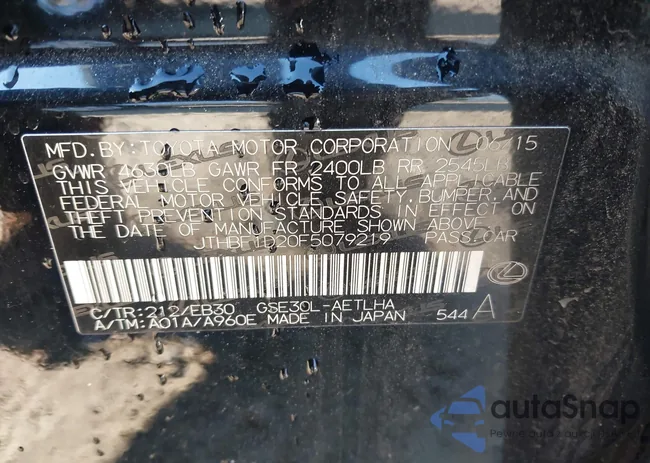 MFD. BY: TOYOTA MOTOR CORPORATION 06/15
GVWR 4630LB GAWR FR 2400LB RR 2545LB
THIS VEHICLE CONFORMS TO ALL APPLICABLE
FEDERAL MOTOR VEHICLE SAFETY, BUMPER, AND
THEFT PREVENTION STANDARDS IN EFFECT ON
THE DATE OF MANUFACTURE SHOWN ABOVE.
JTHBF1D20F5079219 PASS.CAR
C/TR:212/EB30 GSE30L-AETLHA
A/TM:A01A/A960E MADE IN JAPAN 544 A
autoSnap